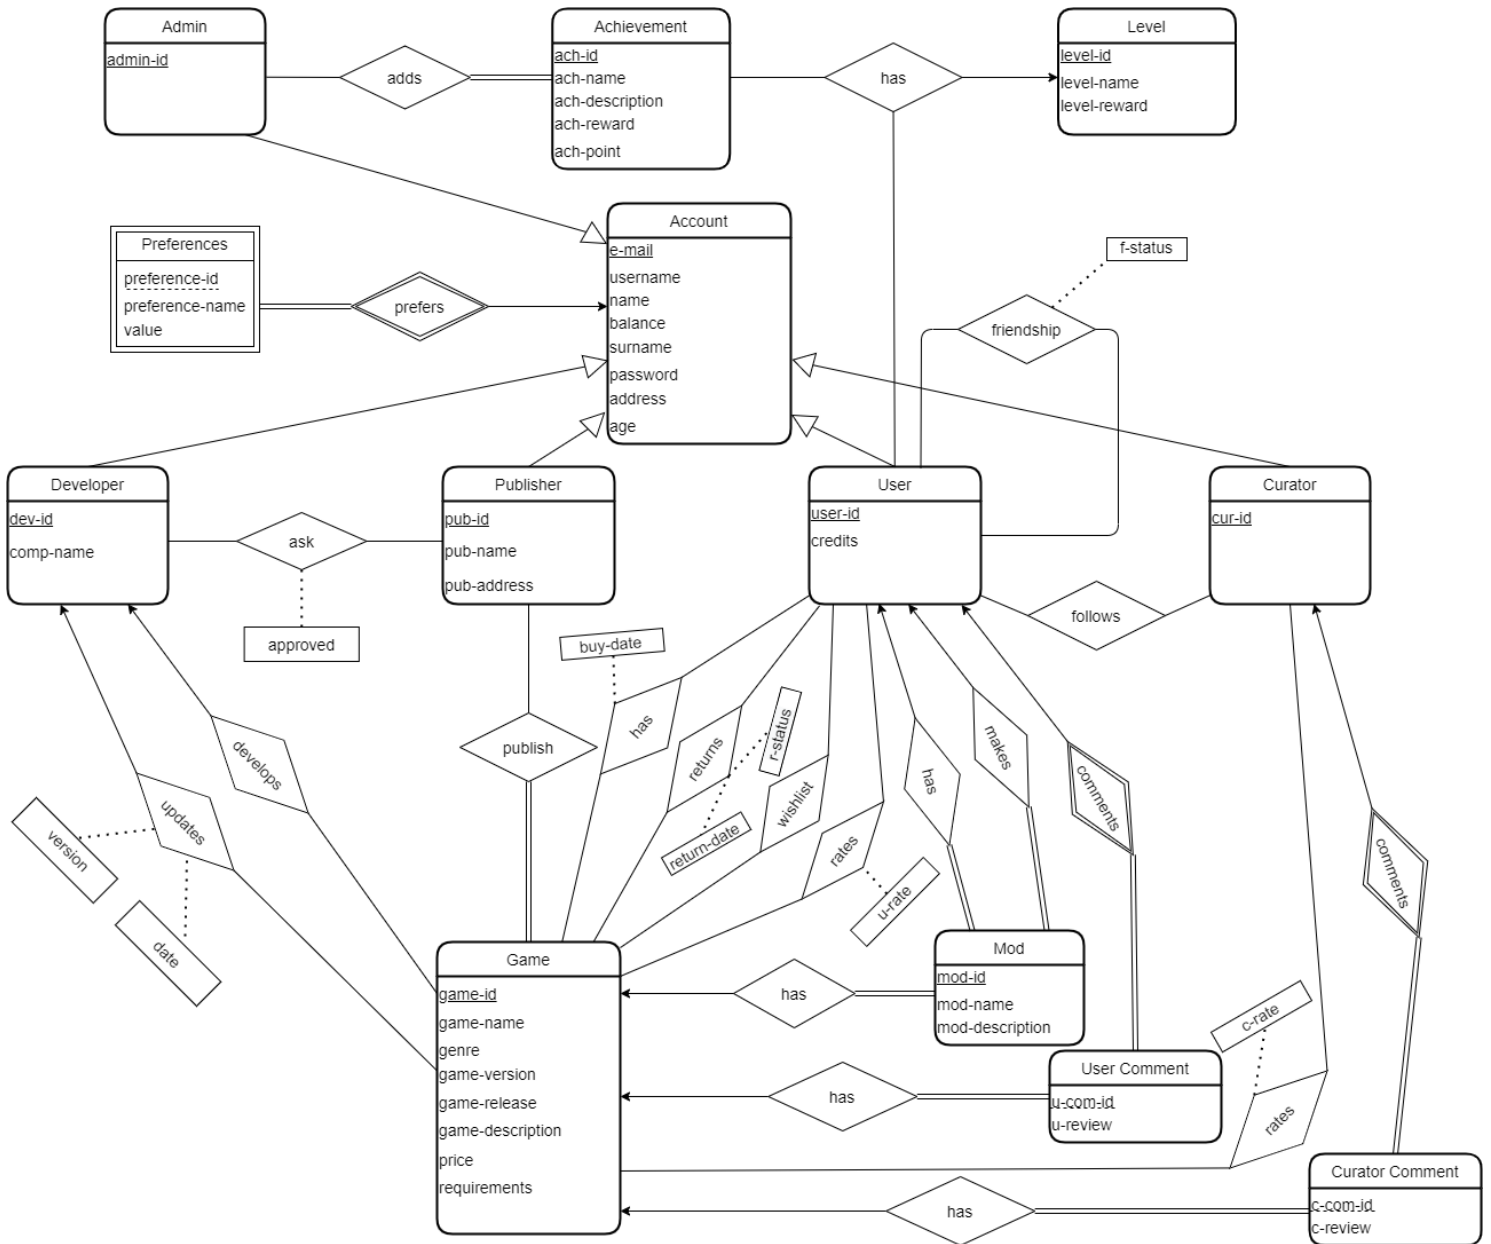 Admin
admin-id
adds
Achievement
ach-id
ach-name
ach-description
ach-reward
ach-point
has
Level
level-id
level-name
level-reward
Preferences
preference-id
preference-name
value
prefers
Account
e-mail
username
name
balance
surname
password
address
age
f-status
friendship
Developer
dev-id
comp-name
ask
approved
Publisher
pub-id
pub-name
pub-address
User
user-id
credits
follows
Curator
cur-id
buy-date
publish
develops
updates
version
date
has
returns
r-status
return-date
wishlist
rates
u-rate
has
makes
comments
comments
Game
game-id
game-name
genre
game-version
game-release
game-description
price
requirements
has
Mod
mod-id
mod-name
mod-description
has
User Comment
u-com-id
u-review
c-rate
rates
has
Curator Comment
c-com-id
c-review